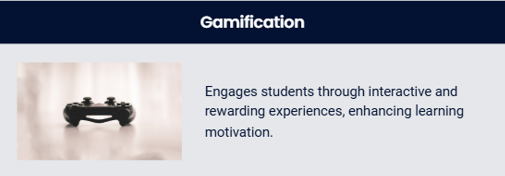 Gamification
Engages students through interactive and
rewarding experiences, enhancing learning
motivation.